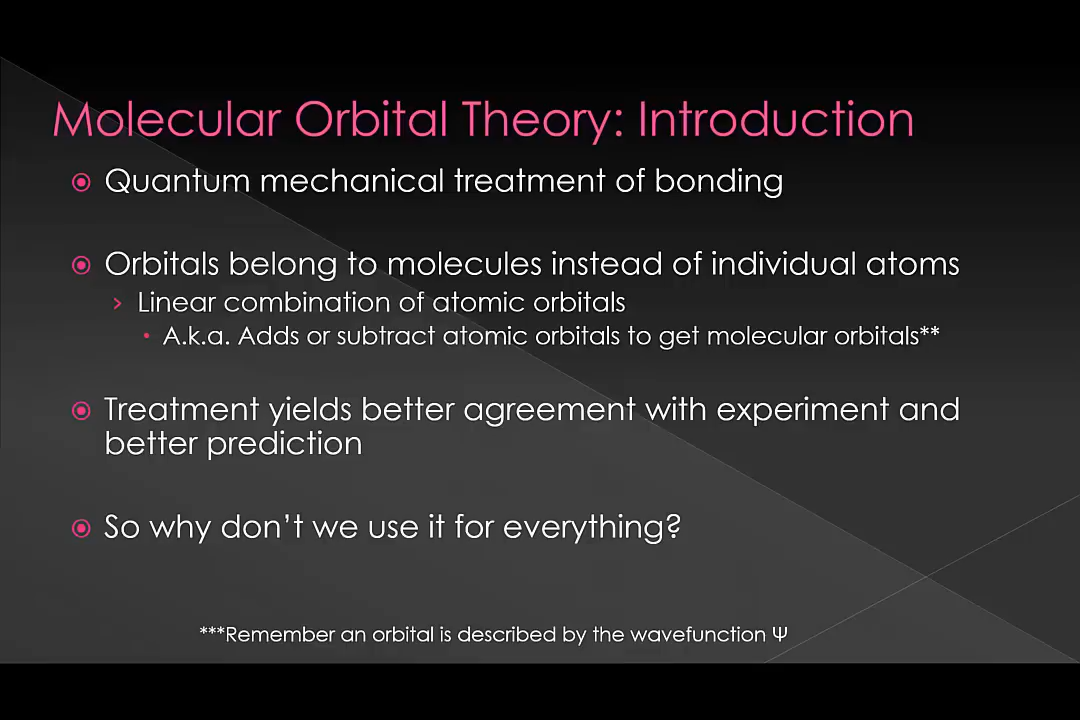 Molecular Orbital Theory: Introduction
Quantum mechanical treatment of bonding
Orbitals belong to molecules instead of individual atoms
Linear combination of atomic orbitals
A.k.a. Adds or subtract atomic orbitals to get molecular orbitals**
Treatment yields better agreement with experiment and
better prediction
So why don’t we use it for everything?
***Remember an orbital is described by the wavefunction Ψ